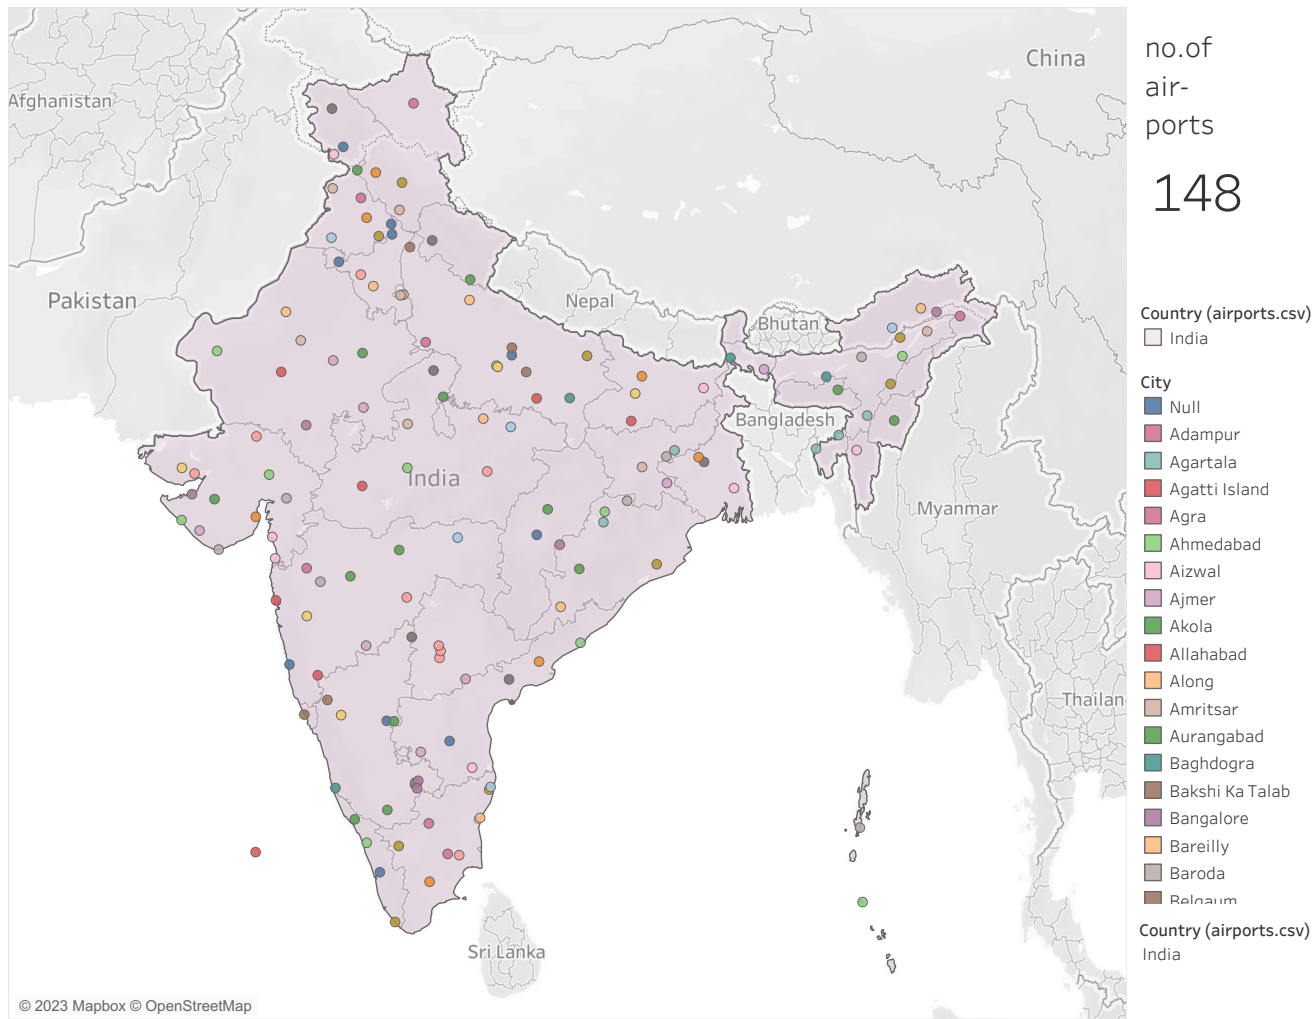 Afghanistan
China
Pakistan
Nepal
Bhutan
Bangladesh
India
Myanmar
Thailan
Sri Lanka
© 2023 Mapbox © OpenStreetMap
no.of
air-
ports
148
Country (airports.csv)
India
City
Null
Adampur
Agartala
Agatti Island
Agra
Ahmedabad
Aizwal
Ajmer
Akola
Allahabad
Along
Amritsar
Aurangabad
Baghdogra
Bakshi Ka Talab
Bangalore
Bareilly
Baroda
Belgaum
Country (airports.csv)
India